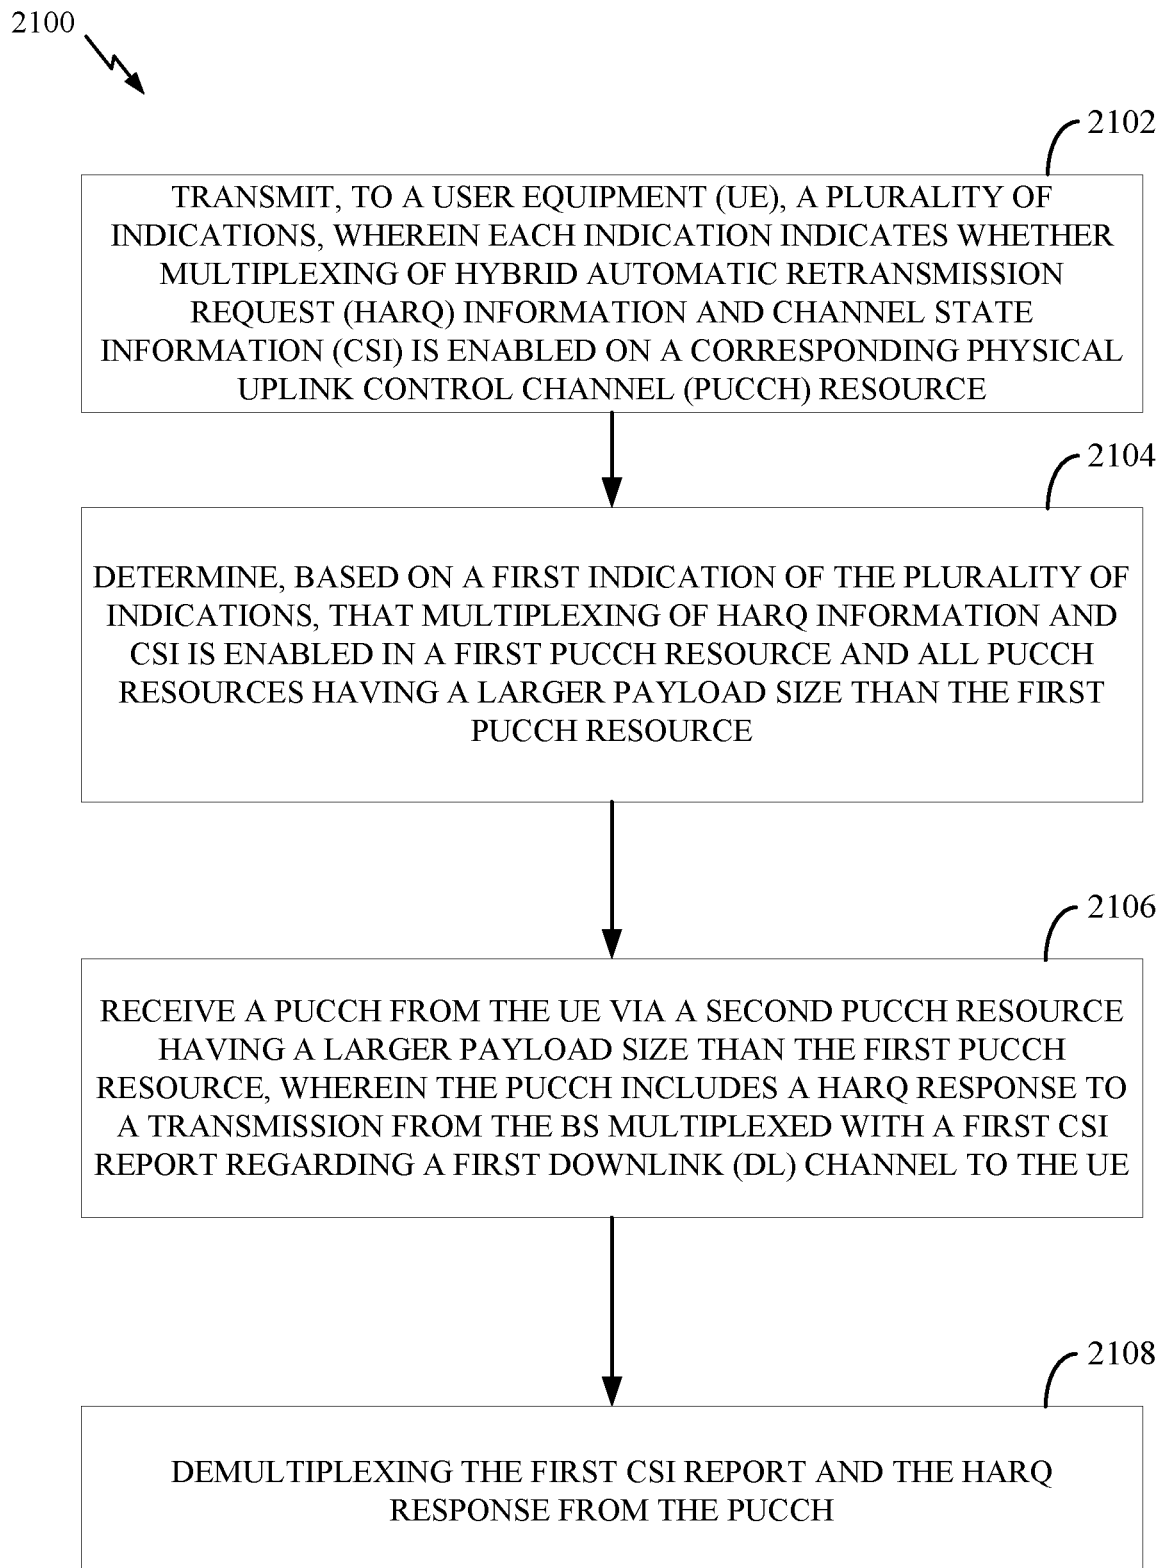 2100
2102
TRANSMIT, TO A USER EQUIPMENT (UE), A PLURALITY OF
INDICATIONS, WHEREIN EACH INDICATION INDICATES WHETHER
MULTIPLEXING OF HYBRID AUTOMATIC RETRANSMISSION
REQUEST (HARQ) INFORMATION AND CHANNEL STATE
INFORMATION (CSI) IS ENABLED ON A CORRESPONDING PHYSICAL
UPLINK CONTROL CHANNEL (PUCCH) RESOURCE
2104
DETERMINE, BASED ON A FIRST INDICATION OF THE PLURALITY OF
INDICATIONS, THAT MULTIPLEXING OF HARQ INFORMATION AND
CSI IS ENABLED IN A FIRST PUCCH RESOURCE AND ALL PUCCH
RESOURCES HAVING A LARGER PAYLOAD SIZE THAN THE FIRST
PUCCH RESOURCE
2106
RECEIVE A PUCCH FROM THE UE VIA A SECOND PUCCH RESOURCE
HAVING A LARGER PAYLOAD SIZE THAN THE FIRST PUCCH
RESOURCE, WHEREIN THE PUCCH INCLUDES A HARQ RESPONSE TO
A TRANSMISSION FROM THE BS MULTIPLEXED WITH A FIRST CSI
REPORT REGARDING A FIRST DOWNLINK (DL) CHANNEL TO THE UE
2108
DEMULTIPLEXING THE FIRST CSI REPORT AND THE HARQ
RESPONSE FROM THE PUCCH